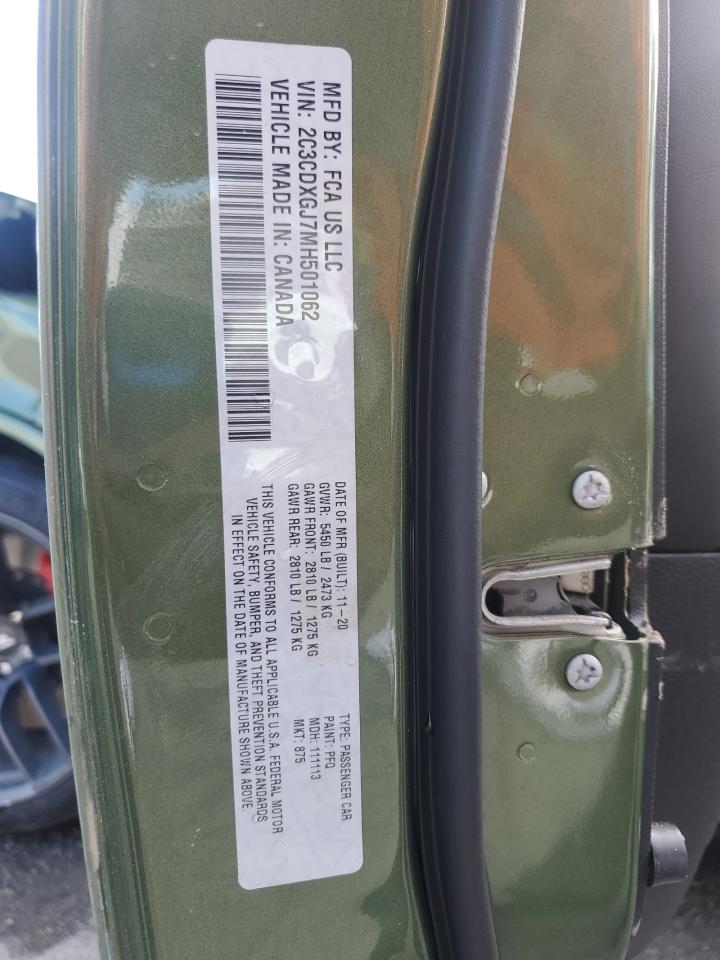 MFD BY: FCA US LLC
VIN: 2C3CDXGJ7MH501062
VEHICLE MADE IN: CANADA
DATE OF MFR (BUILT): 11-20
GVWR: 5450 LB / 2473 KG
GAWR FRONT: 2810 LB / 1275 KG
GAWR REAR: 2810 LB / 1275 KG
TYPE: PASSENGER CAR
PAINT: PFQ
MDH: 111113
MKT: 875
THIS VEHICLE CONFORMS TO ALL APPLICABLE U.S.A. FEDERAL MOTOR
VEHICLE SAFETY, BUMPER, AND THEFT PREVENTION STANDARDS
IN EFFECT ON THE DATE OF MANUFACTURE SHOWN ABOVE.